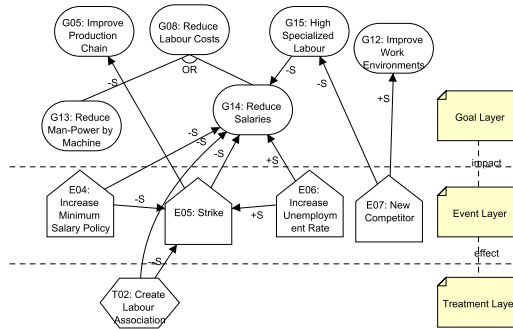 G05: Improve
Production
Chain
G08: Reduce
Labour Costs
G15: High
Specialized
Labour
G12: Improve
Work
Environments
-S
OR
-S
-S
+S
G13: Reduce
Man-Power by
Machine
G14: Reduce
Salaries
Goal Layer
-S
-S
-S
+S
impact
E04:
Increase
Minimum
Salary Policy
-S
E05: Strike
+S
E06:
Increase
Unemploym
ent Rate
E07: New
Competitor
Event Layer
effect
-S
T02: Create
Labour
Association
Treatment Laye